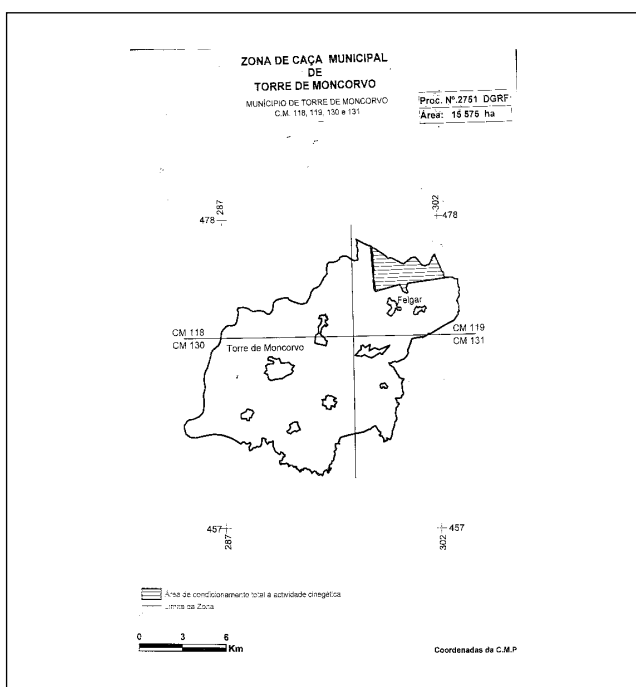 ZONA DE CAÇA MUNICIPAL
DE
TORRE DE MONCORVO
MUNÍCIPIO DE TORRE DE MONCORVO
C.M. 118, 119, 130 e 131
Proc. Nº.2751 DGRF
Área: 15 575 ha
287
478
302
478
Felgar
CM 118
CM 119
CM 130
CM 131
Torre de Moncorvo
457
287
457
302
Área de condicionamento total à actividade cinegética
Limite da Zona
0 3 6
Km
Coordenadas da C.M.P